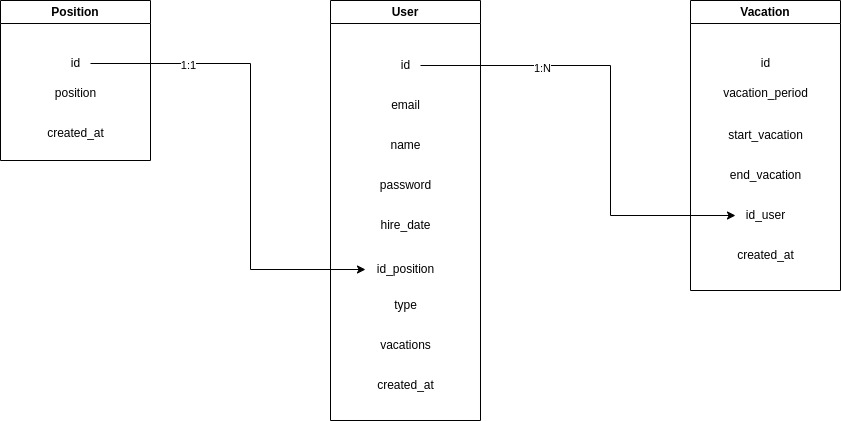 Position
id
position
created_at
1:1
User
id
email
name
password
hire_date
id_position
type
vacations
created_at
1:N
Vacation
id
vacation_period
start_vacation
end_vacation
id_user
created_at